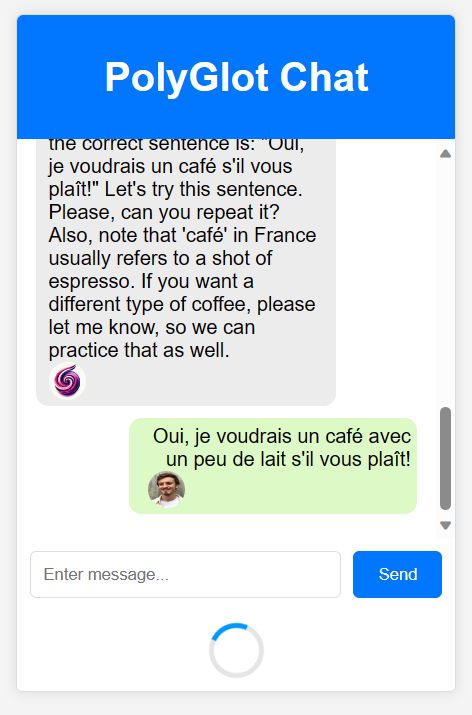 PolyGlot Chat
the correct sentence is: "Oui,
je voudrais un café s'il vous
plaît!" Let's try this sentence.
Please, can you repeat it?
Also, note that 'café' in France
usually refers to a shot of
espresso. If you want a
different type of coffee, please
let me know, so we can
practice that as well.
Oui, je voudrais un café avec
un peu de lait s'il vous plaît!
Enter message...
Send